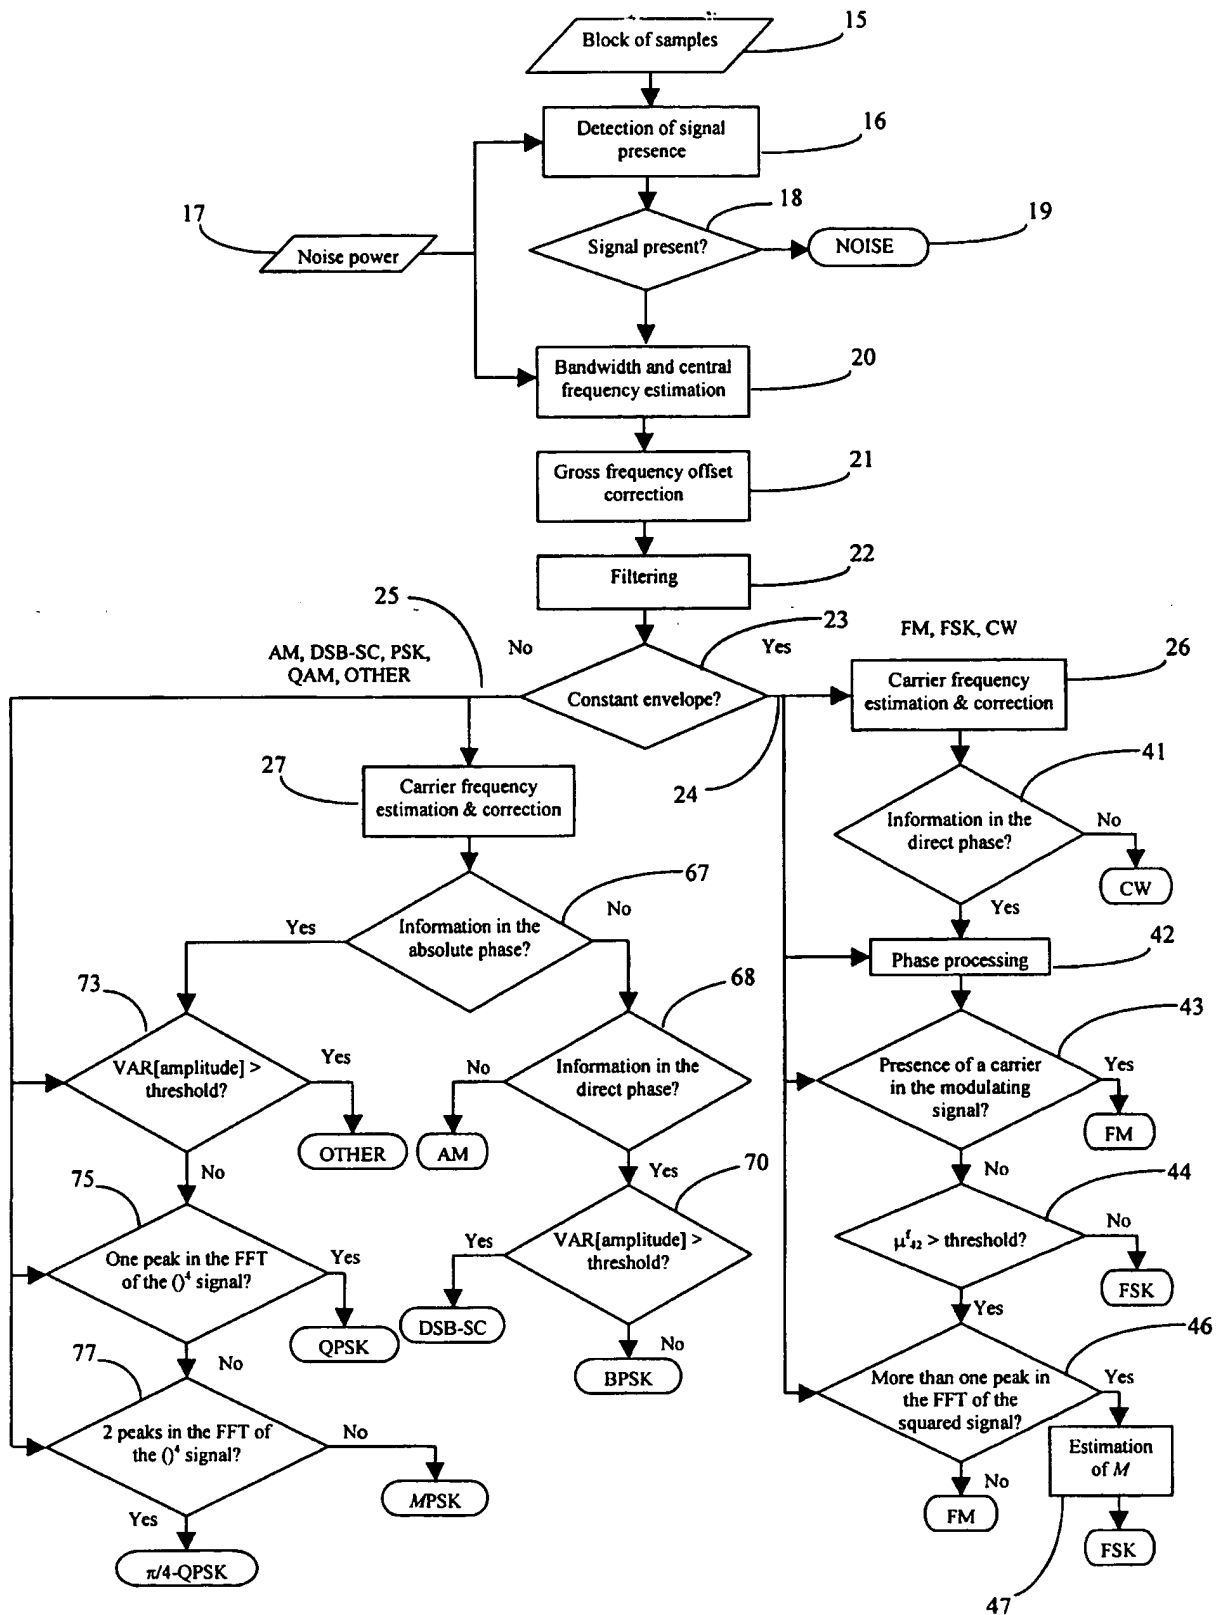 Block of samples
15
Detection of signal
presence
16
17
Noise power
18
Signal present?
19
NOISE
Bandwidth and central
frequency estimation
20
Gross frequency offset
correction
21
Filtering
22
25
No
23
Yes
FM, FSK, CW
AM, DSB-SC, PSK,
QAM, OTHER
Constant envelope?
24
26
Carrier frequency
estimation & correction
27
Carrier frequency
estimation & correction
41
Information in the
direct phase?
No
CW
Yes
67
Information in the
absolute phase?
Yes
No
42
Phase processing
73
VAR[amplitude] >
threshold?
Yes
OTHER
No
68
Information in the
direct phase?
No
AM
Yes
43
Presence of a carrier
in the modulating
signal?
Yes
FM
No
75
One peak in the FFT
of the ()⁴ signal?
Yes
QPSK
No
70
VAR[amplitude] >
threshold?
Yes
DSB-SC
No
BPSK
44
μᶠ₄₂ > threshold?
No
FSK
Yes
77
2 peaks in the FFT of
the ()⁴ signal?
No
MPSK
Yes
π/4-QPSK
46
More than one peak in
the FFT of the
squared signal?
Yes
No
FM
Estimation
of M
47
FSK